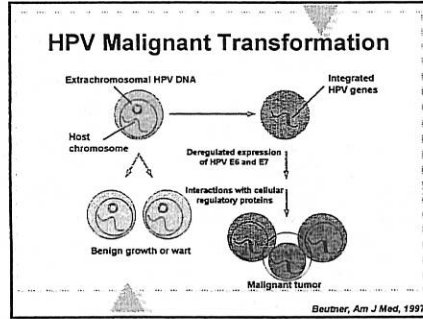 HPV Malignant Transformation
Extrachromosomal HPV DNA
Host
chromosome
Integrated
HPV genes
Deregulated expression
of HPV E6 and E7
Interactions with cellular
regulatory proteins
Benign growth or wart
Malignant tumor
Beutner, Am J Med, 1997